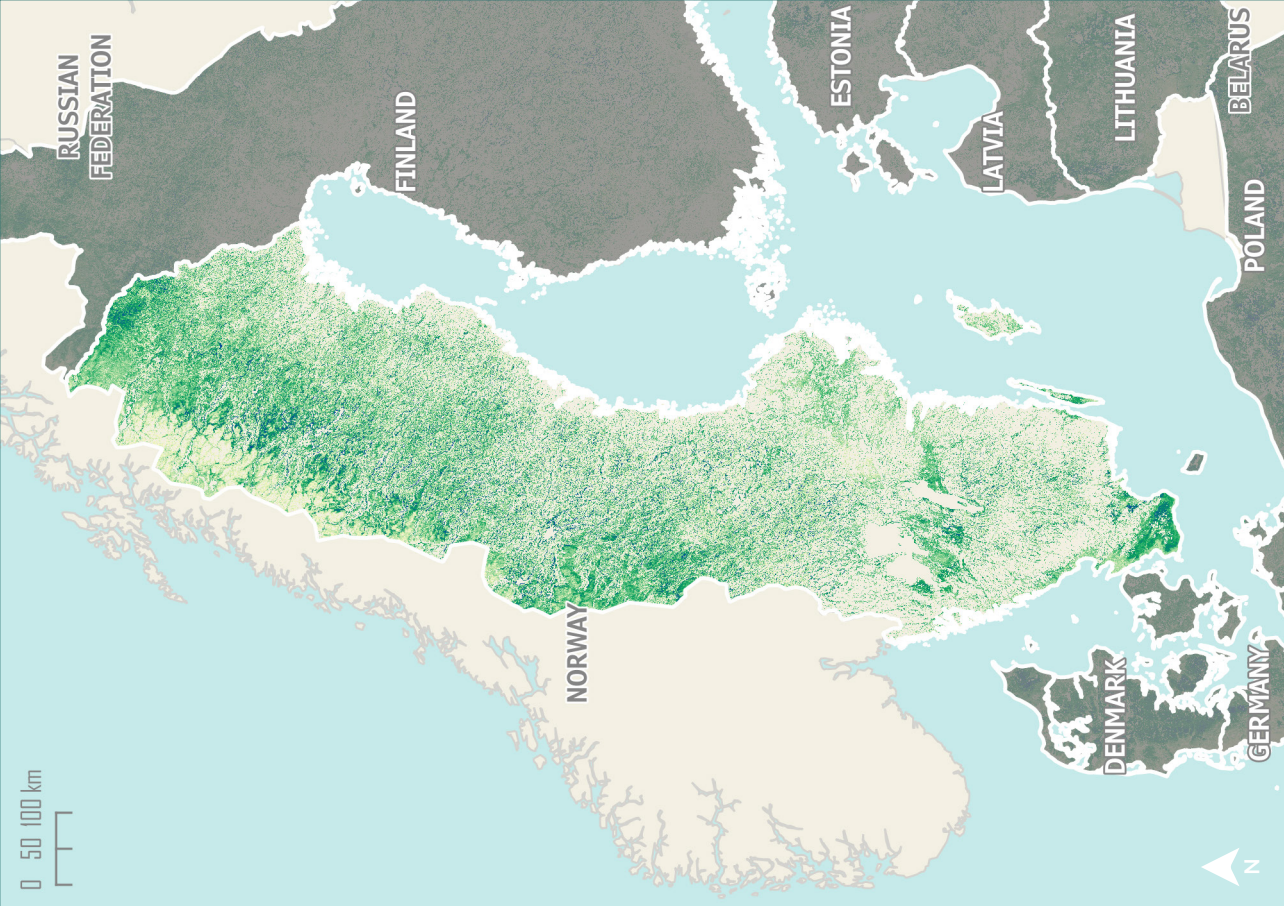 RUSSIAN
FEDERATION
FINLAND
NORWAY
ESTONIA
LATVIA
LITHUANIA
BELARUS
POLAND
DENMARK
GERMANY
0 50 100 km
N